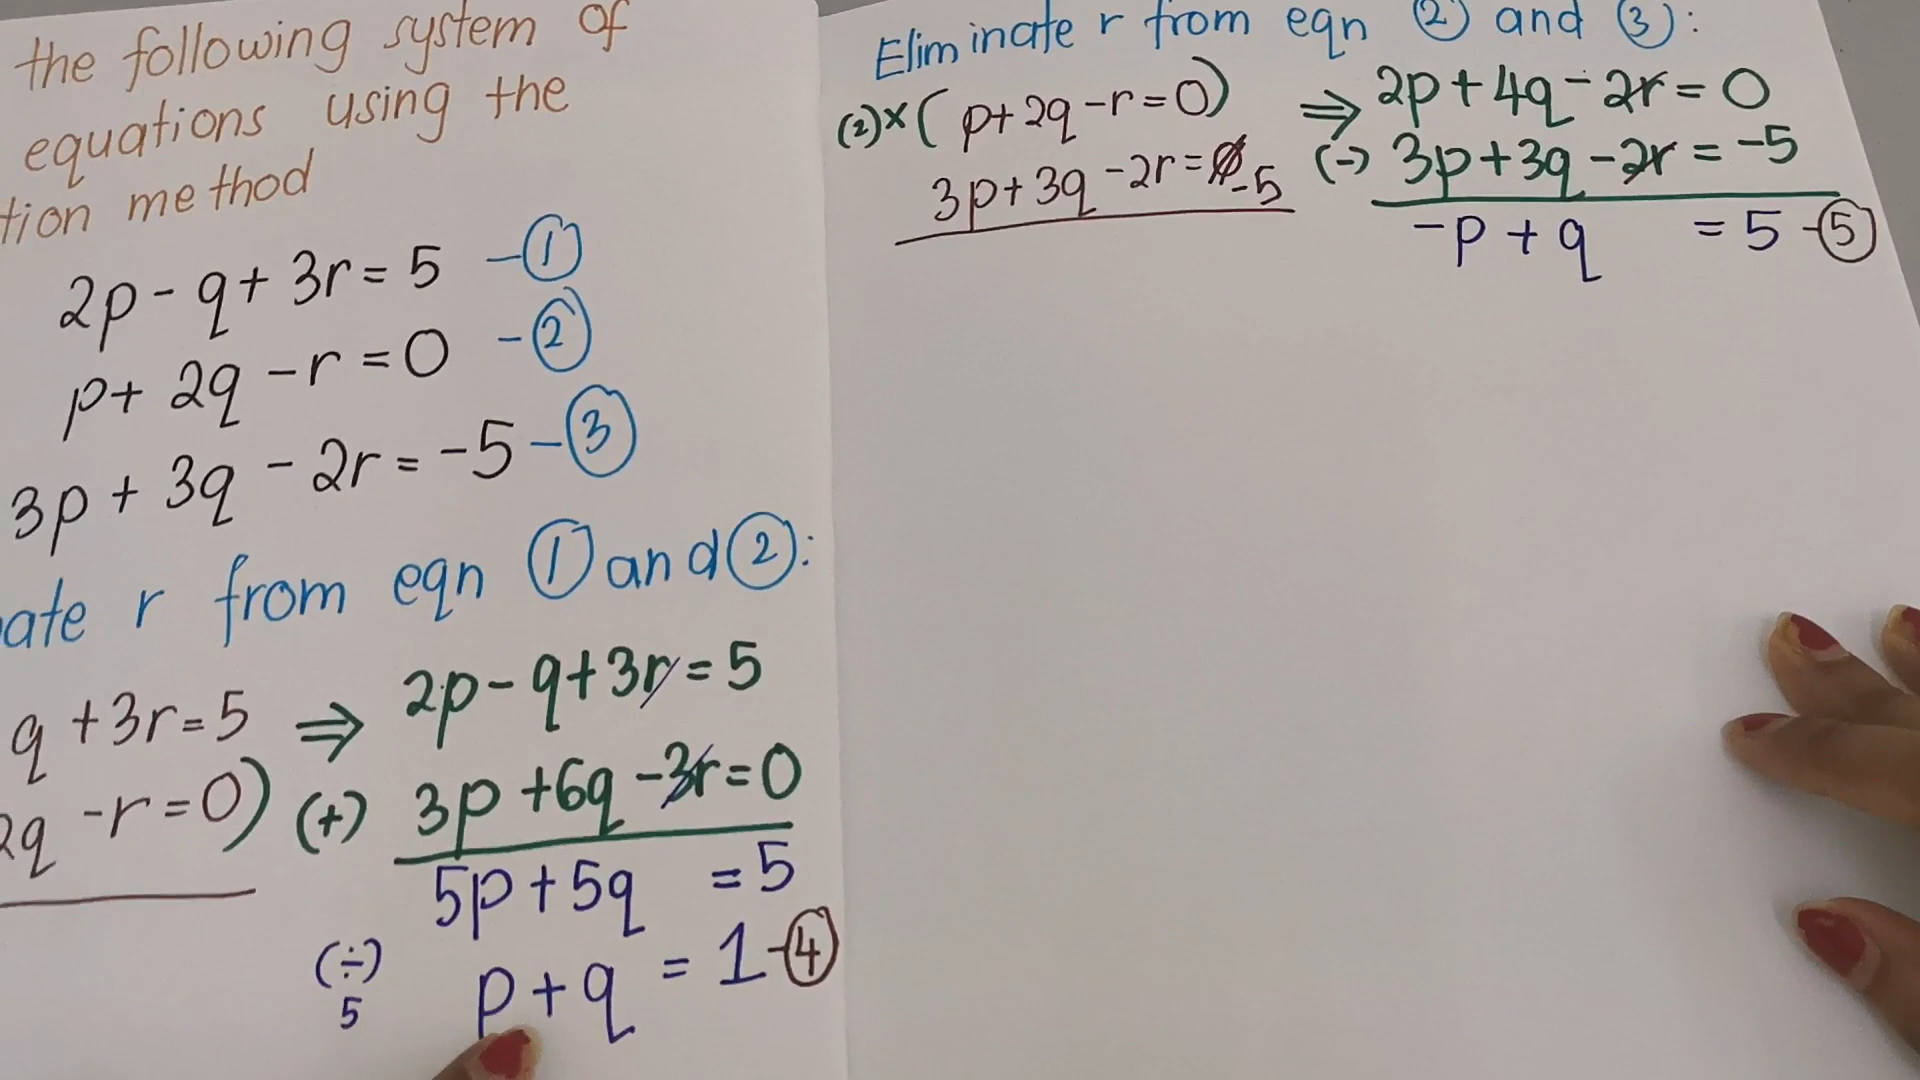 the following system of
equations using the
tion method
2p - q + 3r = 5 - ①
p + 2q - r = 0 - ②
3p + 3q - 2r = -5 - ③
ate r from eqn ① and ②:
q + 3r = 5 ⇒ 2p - q + 3r = 5
2q - r = 0) (+) 3p + 6q - 3r = 0
5p + 5q = 5
(÷) 5 p + q = 1 - ④
Eliminate r from eqn ② and ③:
(2)× (p + 2q - r = 0) ⇒ 2p + 4q - 2r = 0
3p + 3q - 2r = -5 (-) 3p + 3q - 2r = -5
-p + q = 5 - ⑤